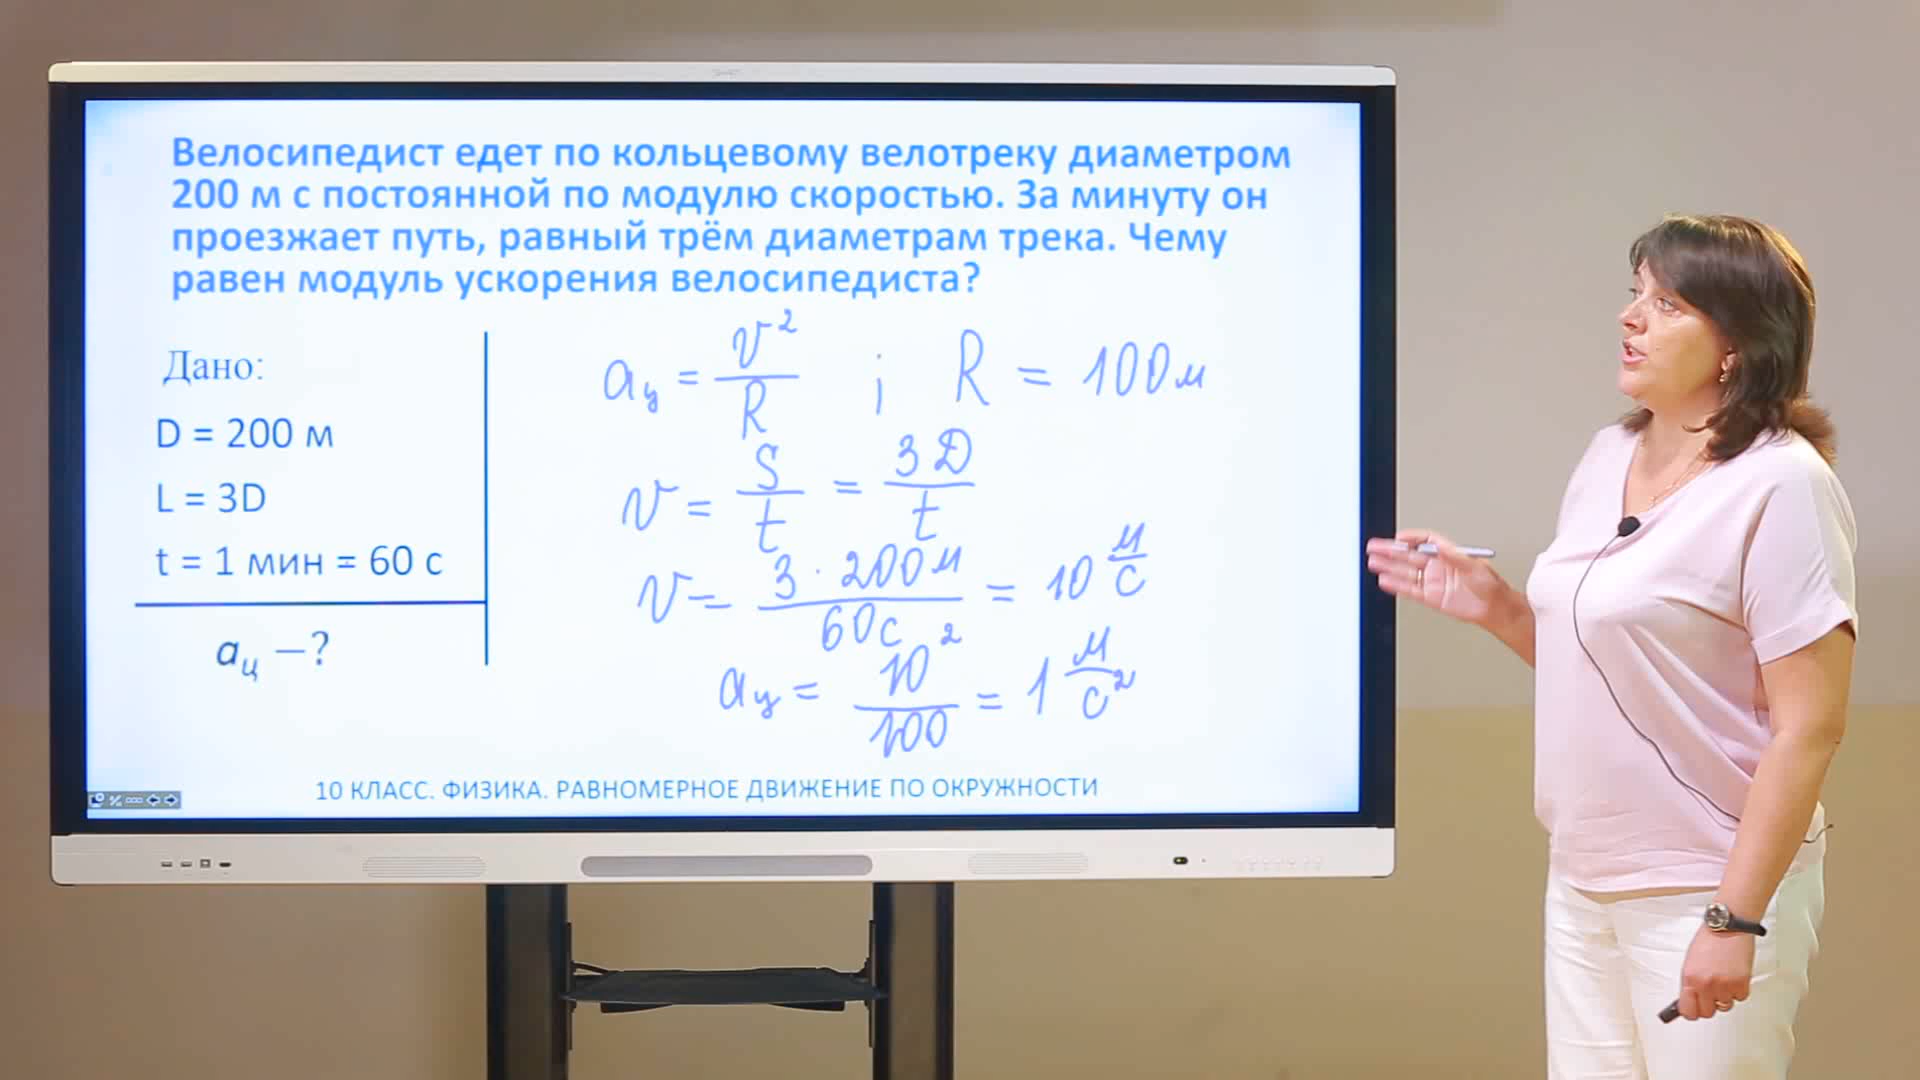 Велосипедист едет по кольцевому велотреку диаметром
200 м с постоянной по модулю скоростью. За минуту он
проезжает путь, равный трём диаметрам трека. Чему
равен модуль ускорения велосипедиста?
Дано:
D = 200 м
L = 3D
t = 1 мин = 60 с
aц –?
aц = v²/R ; R = 100м
v = S/t = 3D/t
v = 3·200м/60с = 10 м/с
aц = 10²/100 = 1 м/с²
10 КЛАСС. ФИЗИКА. РАВНОМЕРНОЕ ДВИЖЕНИЕ ПО ОКРУЖНОСТИ